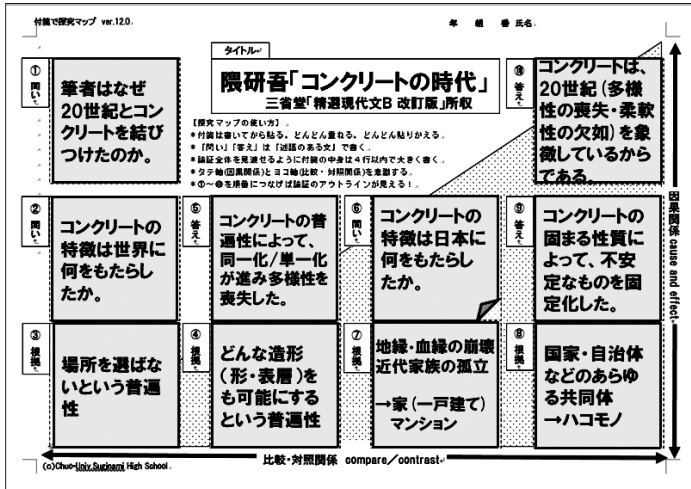 付箋で探究マップ ver.12.0.
年 組 番 氏名
タイトル
隈研吾「コンクリートの時代」
三省堂「精選現代文B 改訂版」所収
【探究マップの使い方】
*付箋は書いてから貼る。どんどん重ねる。どんどん貼りかえる。
*「問い」「答え」は「述語のある文」で書く。
*論証全体を見渡せるように付箋の中身は4行以内で大きく書く。
*タテ軸(因果関係)とヨコ軸(比較・対照関係)を意識する。
*①~⑩を順番につなげば論証のアウトラインが見える!
①
問い
筆者はなぜ
20世紀とコン
クリートを結び
つけたのか。
②
問い
コンクリートの
特徴は世界に
何をもたらし
たか。
③
根拠
場所を選ばな
いという普遍
性
④
根拠
どんな造形
(形・表層)を
も可能にする
という普遍性
⑤
答え
コンクリートの普
遍性によって、
同一化/単一化
が進み多様性を
喪失した。
⑥
問い
コンクリートの
特徴は日本に
何をもたらし
たか。
⑦
根拠
地縁・血縁の崩壊
近代家族の孤立
→家(一戸建て)
マンション
⑧
根拠
国家・自治体
などのあらゆ
る共同体
→ハコモノ
⑨
答え
コンクリートの
固まる性質に
よって、不安
定なものを固
定化した。
⑩
答え
コンクリートは、
20世紀(多様
性の喪失・柔軟
性の欠如)を象
徴しているから
である。
因果関係 cause and effect
比較・対照関係 compare/contrast
(c)Chuo-Univ.Suginami High School